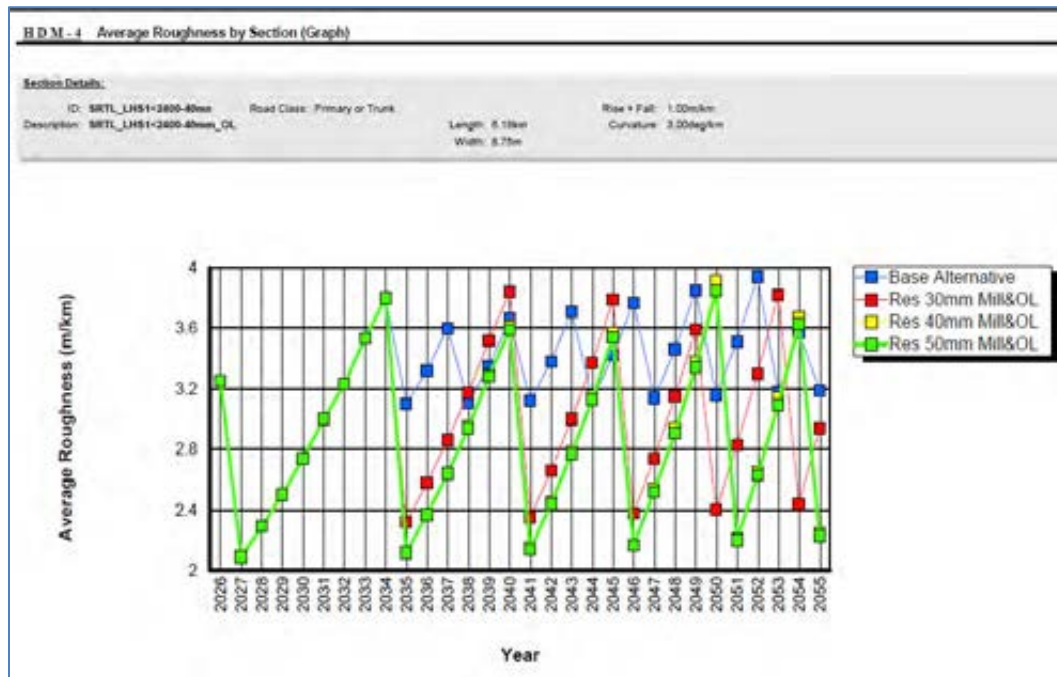 HDM-4 Average Roughness by Section (Graph)
Section Details:
ID: SRTL_LHS1<2400-40mm Road Class: Primary or Trunk Rise + Fall: 1.00m/km
Description: SRTL_LHS1<2400-40mm_OL Length: Curvature: 3.00deg/km
Width: 8.75m
Average Roughness (m/km)
4
3.6
3.2
2.8
2.4
2
2026 2027 2028 2029 2030 2031 2032 2033 2034 2035 2036 2037 2038 2039 2040 2041 2042 2043 2044 2045 2046 2047 2048 2049 2050 2051 2052 2053 2054 2055
Year
Base Alternative
Res 30mm Mill&OL
Res 40mm Mill&OL
Res 50mm Mill&OL